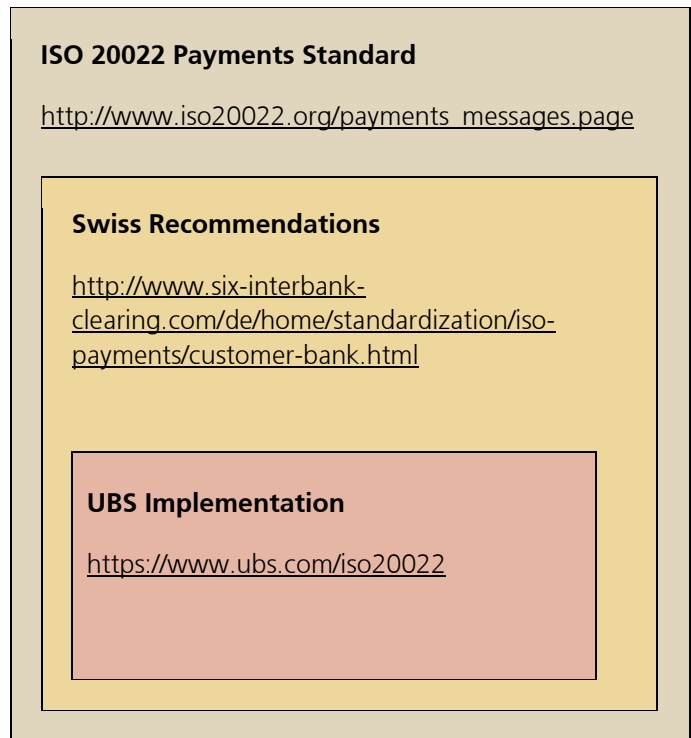 ISO 20022 Payments Standard
http://www.iso20022.org/payments_messages.page
Swiss Recommendations
http://www.six-interbank-
clearing.com/de/home/standardization/iso-
payments/customer-bank.html
UBS Implementation
https://www.ubs.com/iso20022